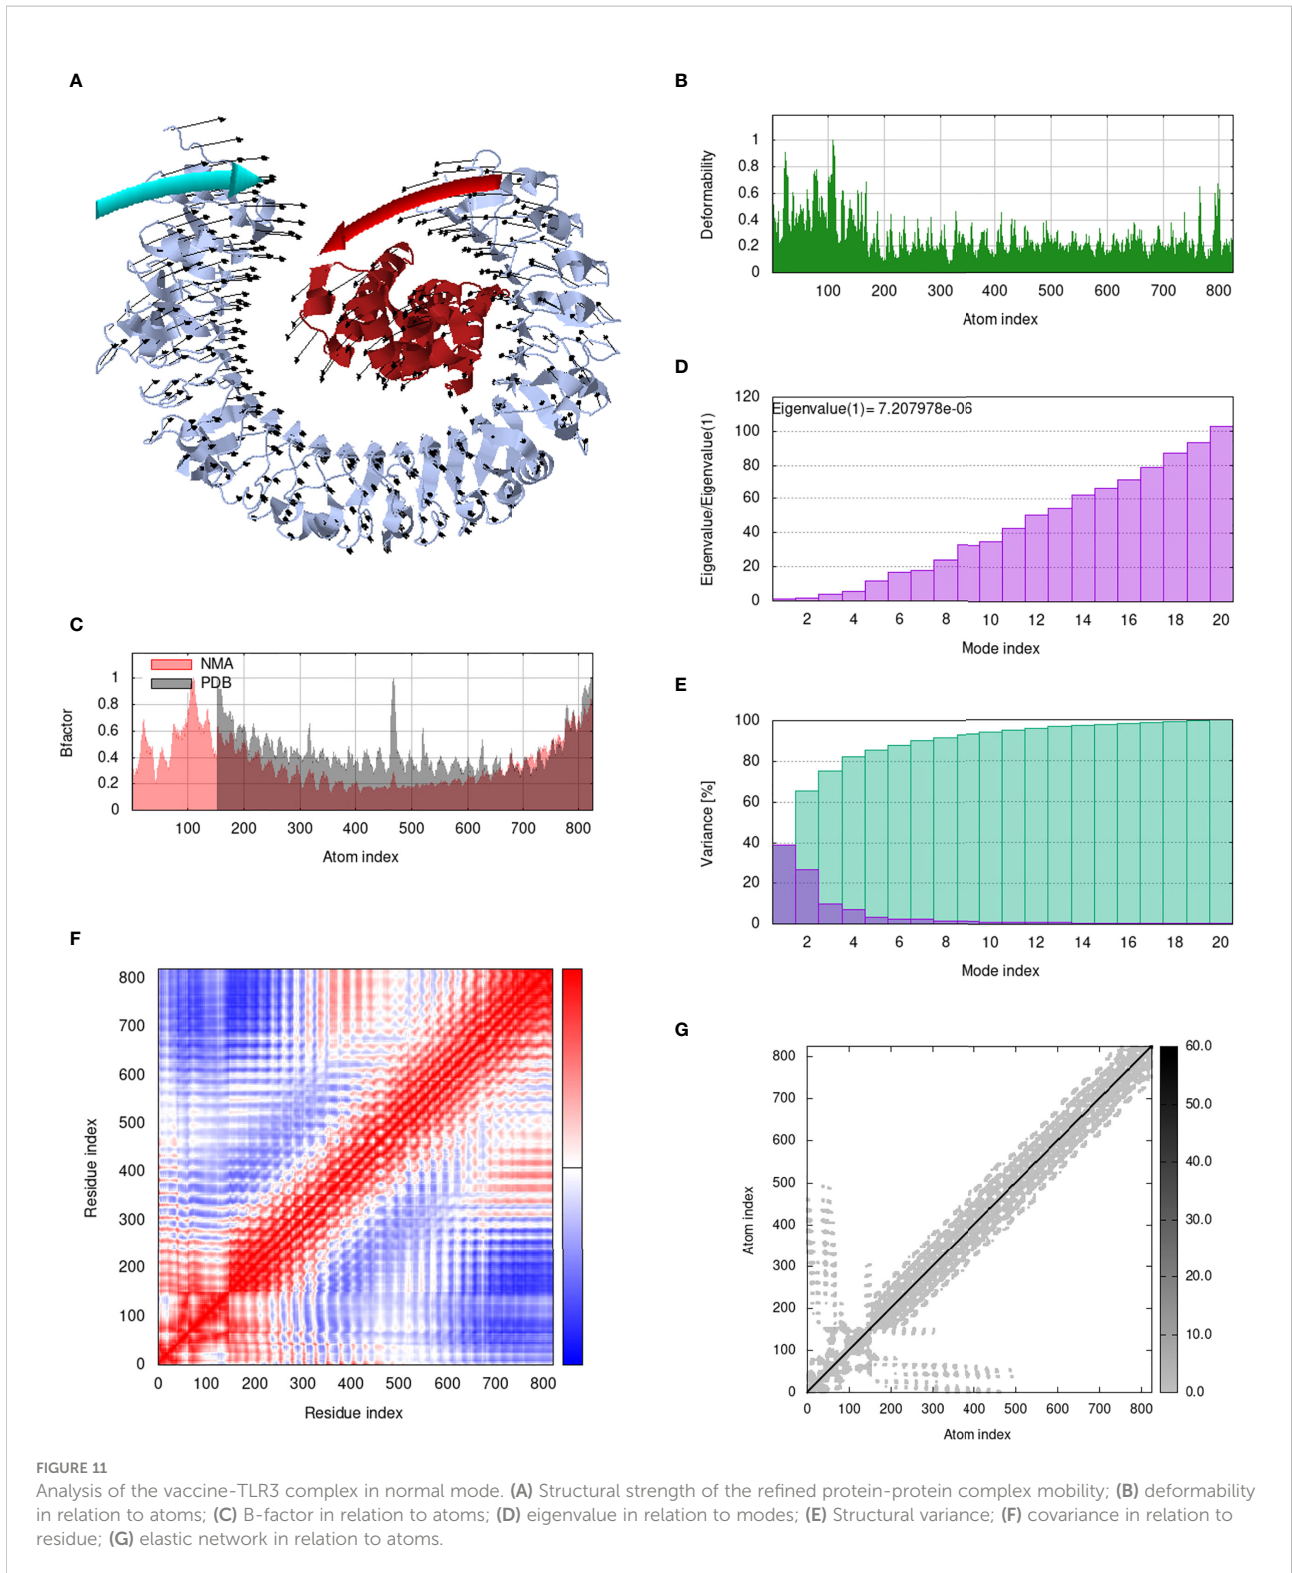 A
B
Deformability
1
0.8
0.6
0.4
0.2
0
100 200 300 400 500 600 700 800
Atom index
D
Eigenvalue/Eigenvalue(1)
Eigenvalue(1)= 7.207978e-06
120
100
80
60
40
20
0
2 4 6 8 10 12 14 16 18 20
Mode index
C
Bfactor
NMA
PDB
1
0.8
0.6
0.4
0.2
0
100 200 300 400 500 600 700 800
Atom index
E
Variance [%]
100
80
60
40
20
0
2 4 6 8 10 12 14 16 18 20
Mode index
F
Residue index
800
700
600
500
400
300
200
100
0
0 100 200 300 400 500 600 700 800
Residue index
G
Atom index
800
700
600
500
400
300
200
100
0
0 100 200 300 400 500 600 700 800
Atom index
60.0
50.0
40.0
30.0
20.0
10.0
0.0
FIGURE 11
Analysis of the vaccine-TLR3 complex in normal mode. (A) Structural strength of the refined protein-protein complex mobility; (B) deformability
in relation to atoms; (C) B-factor in relation to atoms; (D) eigenvalue in relation to modes; (E) Structural variance; (F) covariance in relation to
residue; (G) elastic network in relation to atoms.